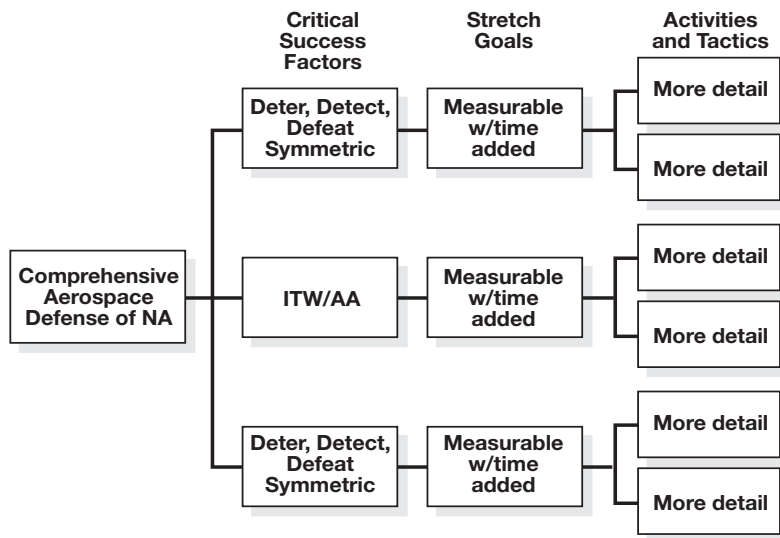 Critical
Success
Factors
Stretch
Goals
Activities
and Tactics
Comprehensive
Aerospace
Defense of NA
Deter, Detect,
Defeat
Symmetric
Measurable
w/time
added
More detail
More detail
ITW/AA
Measurable
w/time
added
More detail
More detail
Deter, Detect,
Defeat
Symmetric
Measurable
w/time
added
More detail
More detail